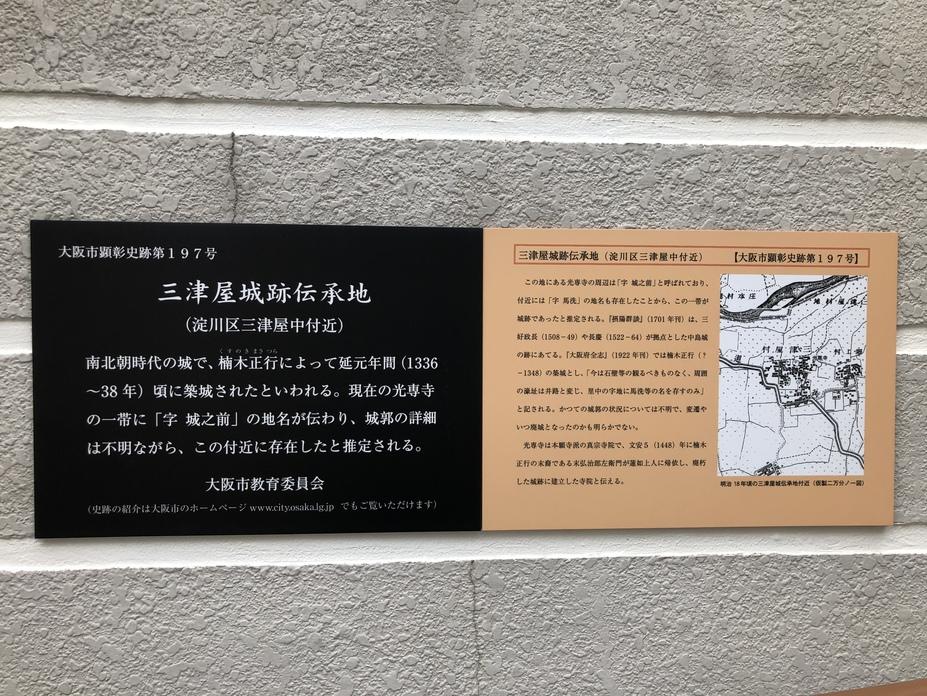 大阪市顕彰史跡第197号
三津屋城跡伝承地
(淀川区三津屋中付近)
くすのきまさつら
南北朝時代の城で、楠木正行によって延元年間(1336
～38年)頃に築城されたといわれる。現在の光専寺
の一帯に「字 城之前」の地名が伝わり、城郭の詳細
は不明ながら、この付近に存在したと推定される。
大阪市教育委員会
(史跡の紹介は大阪市のホームページ www.city.osaka.lg.jp でもご覧いただけます)
三津屋城跡伝承地(淀川区三津屋中付近) 【大阪市顕彰史跡第197号】
この地にある光専寺の周辺は「字 城之前」と呼ばれており、
付近には「字 馬洗」の地名も存在したことから、この一帯が
城跡であったと推定される。『摂陽群談』(1701年刊)は、三
好政長(1508－49)や長慶(1522－64)が拠点とした中島城
の跡にあてる。『大阪府全志』(1922年刊)では楠木正行(?
－1348)の築城とし、「今は石壁等の観るべきものなく、周囲
の濠址は井路と変じ、里中の字地に馬洗等の名を存すのみ」
と記される。かつての城郭の状況については不明で、変遷や
いつ廃城となったのかも明らかでない。
光専寺は本願寺派の真宗寺院で、文安5(1448)年に楠木
正行の末裔である末弘治郎左衛門が蓮如上人に帰依し、廃朽
した城跡に建立した寺院と伝える。
村屋津三
明治18年頃の三津屋城伝承地付近(仮製二万分ノ一図)